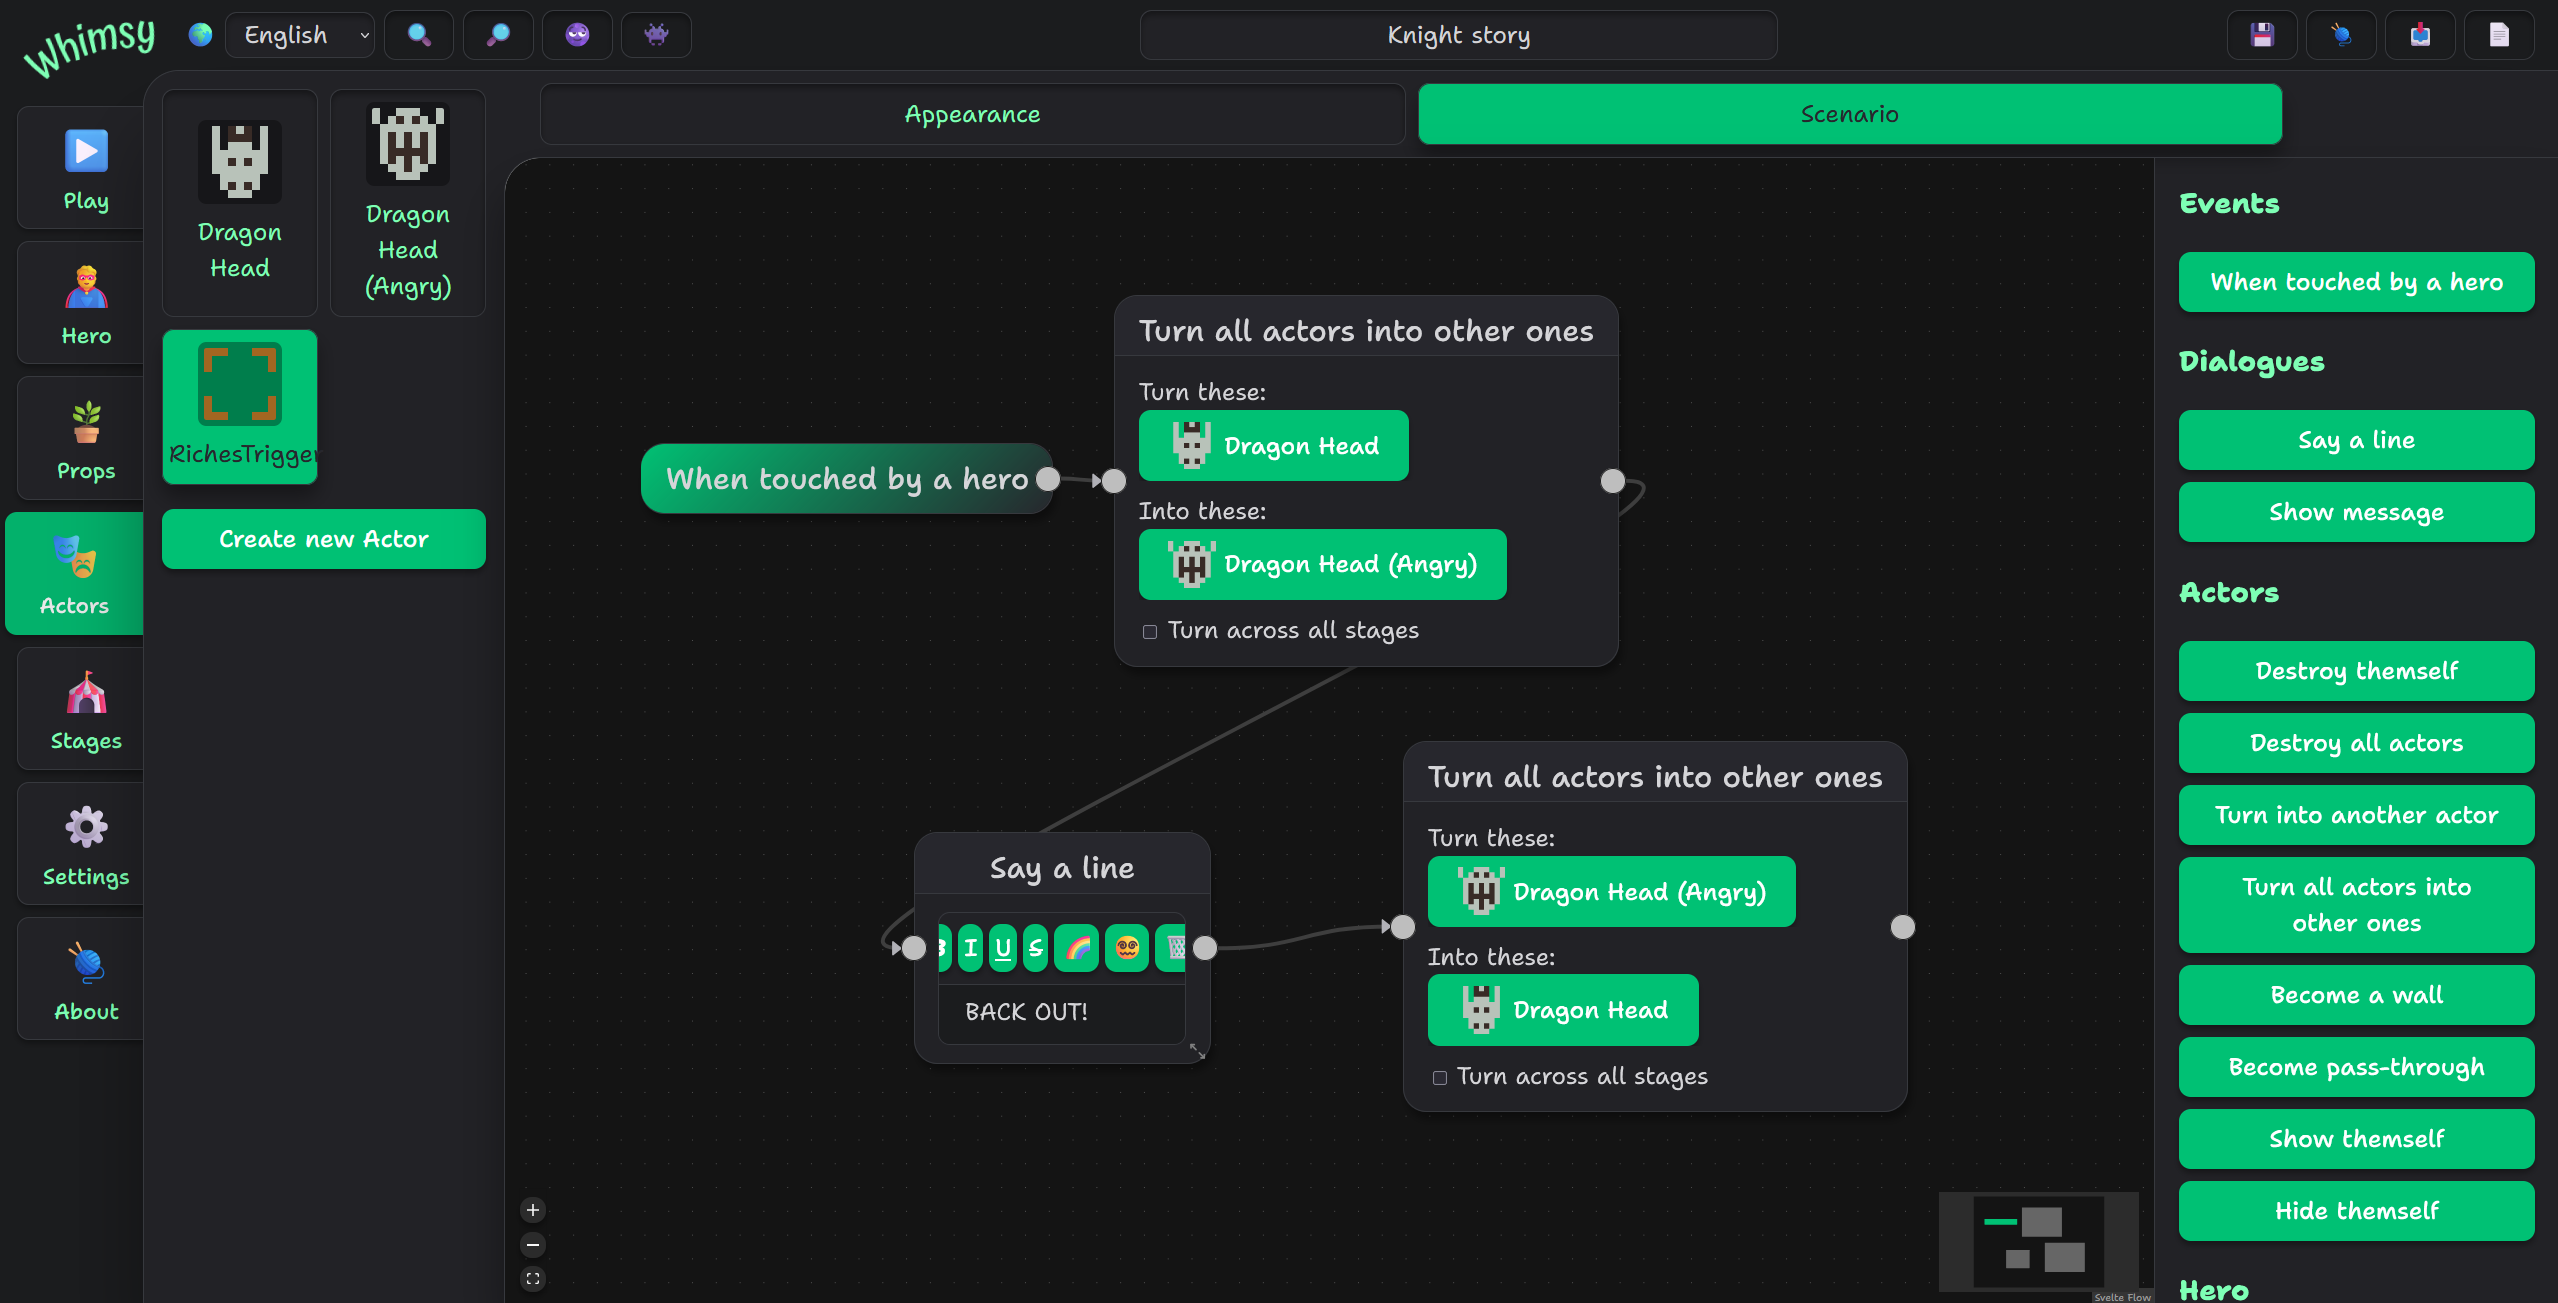 Whimsy
English
Knight story
Play
Hero
Props
Actors
Stages
Settings
About
Dragon
Head
Dragon
Head
(Angry)
RichesTrigger
Create new Actor
Appearance
Scenario
When touched by a hero
Turn all actors into other ones
Turn these:
Dragon Head
Into these:
Dragon Head (Angry)
Turn across all stages
Say a line
B I U S
BACK OUT!
Turn all actors into other ones
Turn these:
Dragon Head (Angry)
Into these:
Dragon Head
Turn across all stages
Svelte Flow
Events
When touched by a hero
Dialogues
Say a line
Show message
Actors
Destroy themself
Destroy all actors
Turn into another actor
Turn all actors into
other ones
Become a wall
Become pass-through
Show themself
Hide themself
Hero